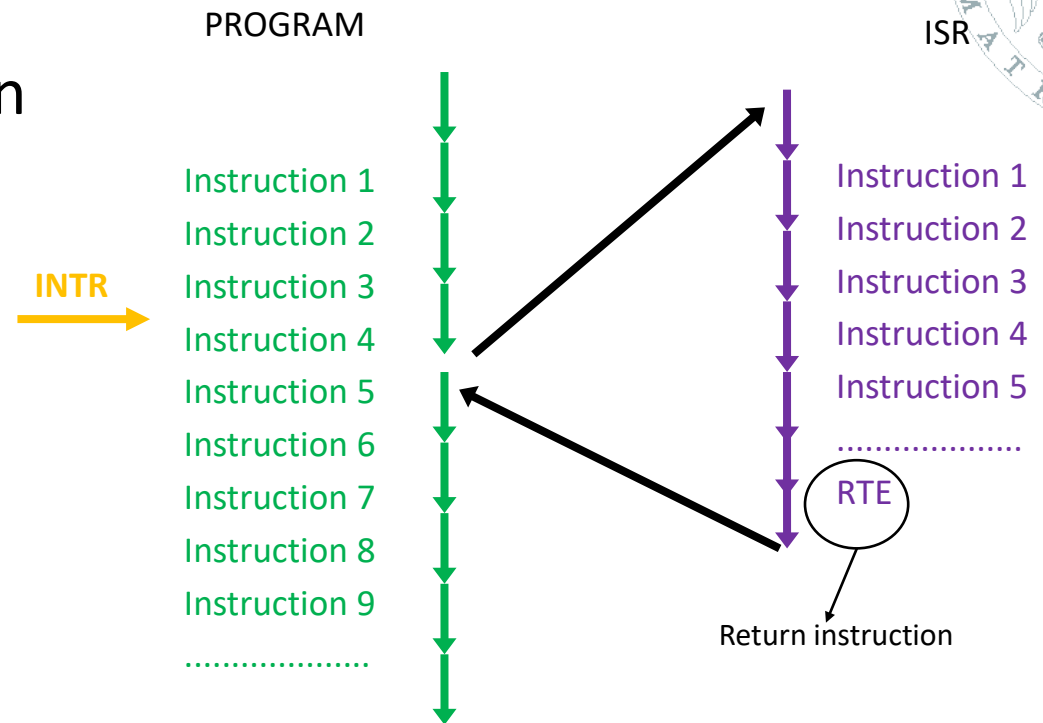 PROGRAM
ISR
n
INTR
Instruction 1
Instruction 2
Instruction 3
Instruction 4
Instruction 5
Instruction 6
Instruction 7
Instruction 8
Instruction 9
....................
Instruction 1
Instruction 2
Instruction 3
Instruction 4
Instruction 5
....................
RTE
Return instruction